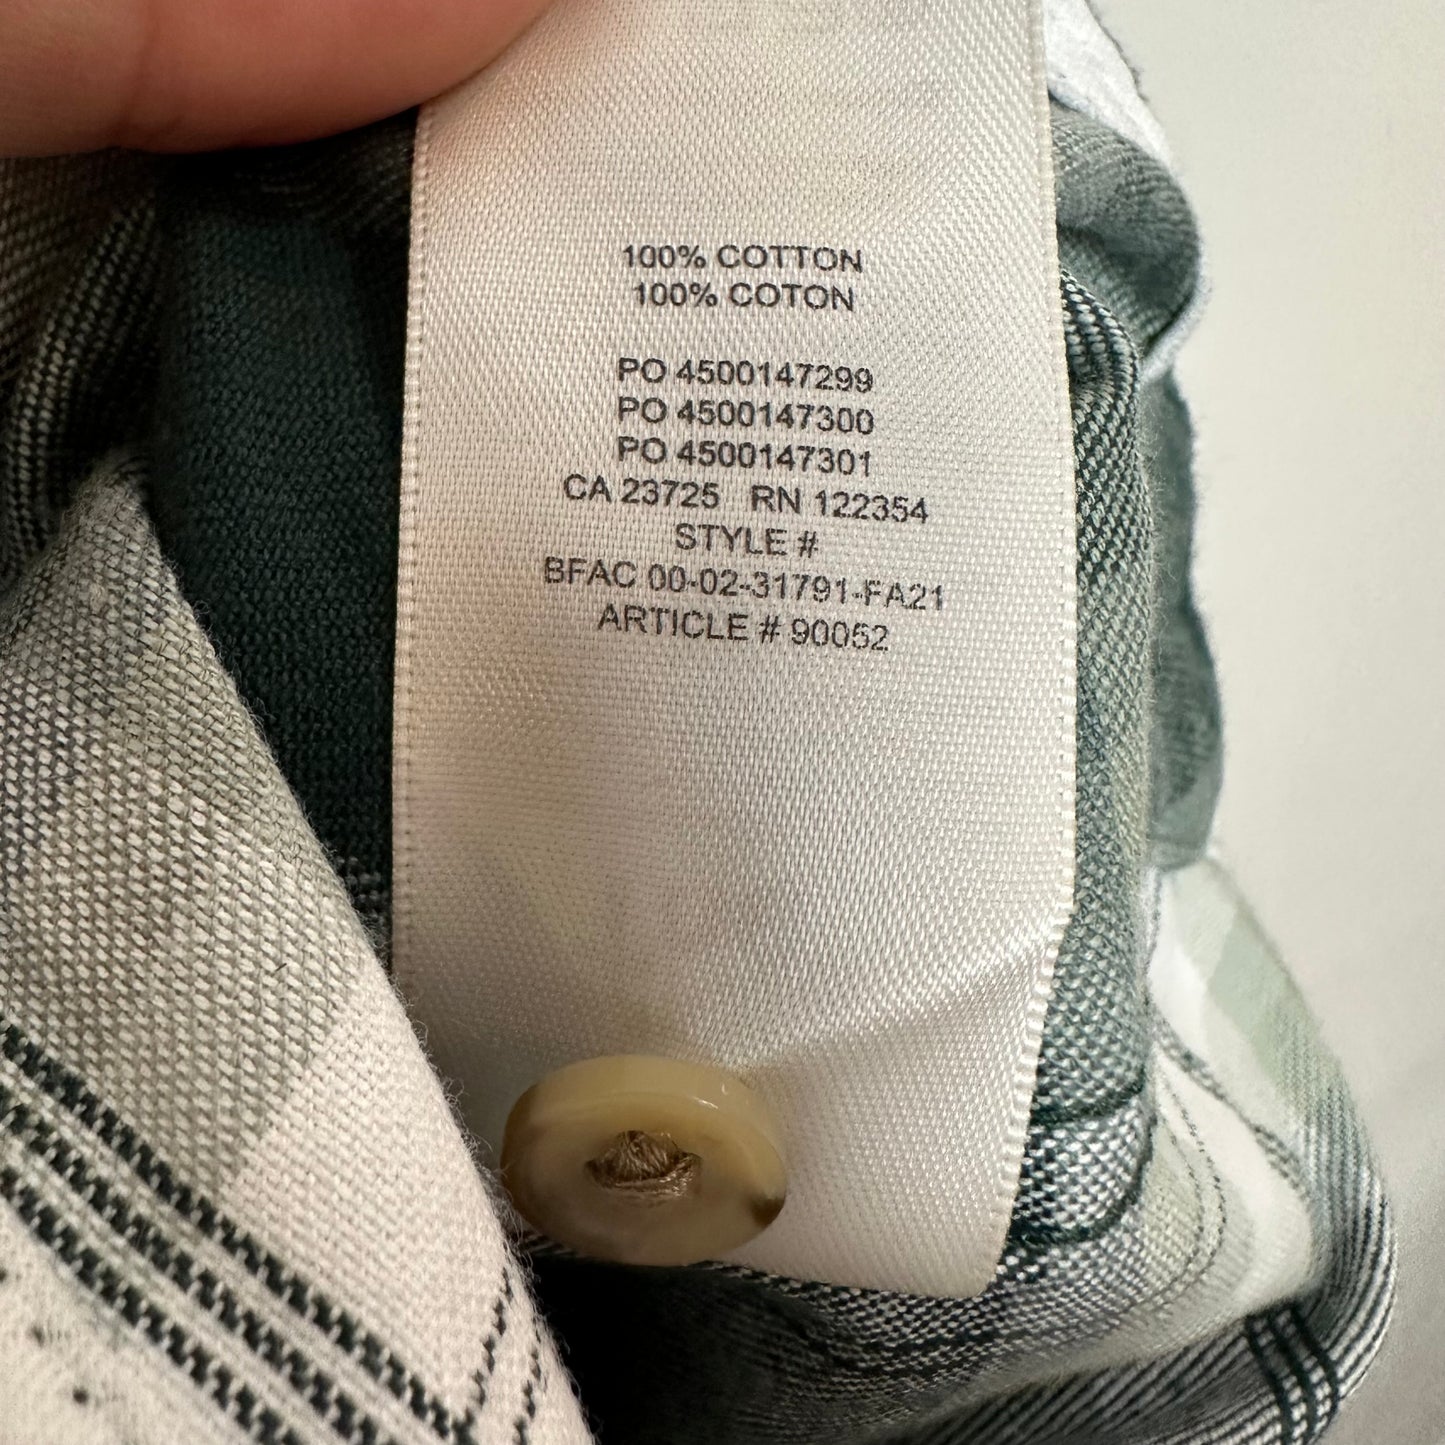 100% COTTON
100% COTON
PO 4500147299
PO 4500147300
PO 4500147301
CA 23725 RN 122354
STYLE #
BFAC 00-02-31791-FA21
ARTICLE # 90052